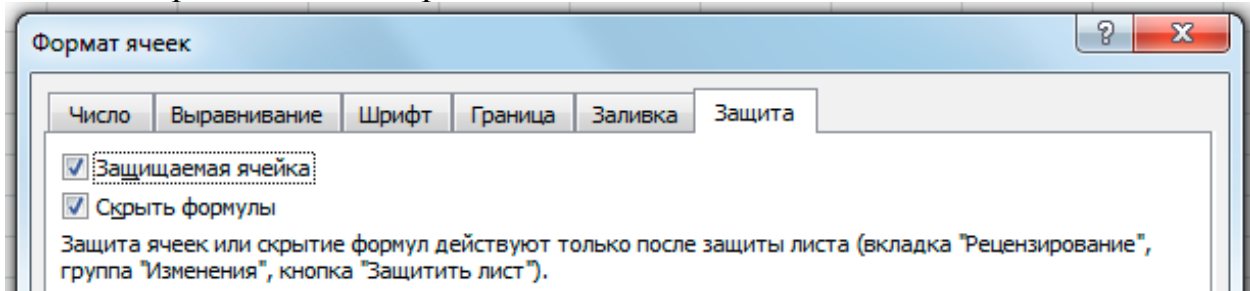 Формат ячеек
Число Выравнивание Шрифт Граница Заливка Защита
Защищаемая ячейка
Скрыть формулы
Защита ячеек или скрытие формул действуют только после защиты листа (вкладка "Рецензирование",
группа "Изменения", кнопка "Защитить лист").